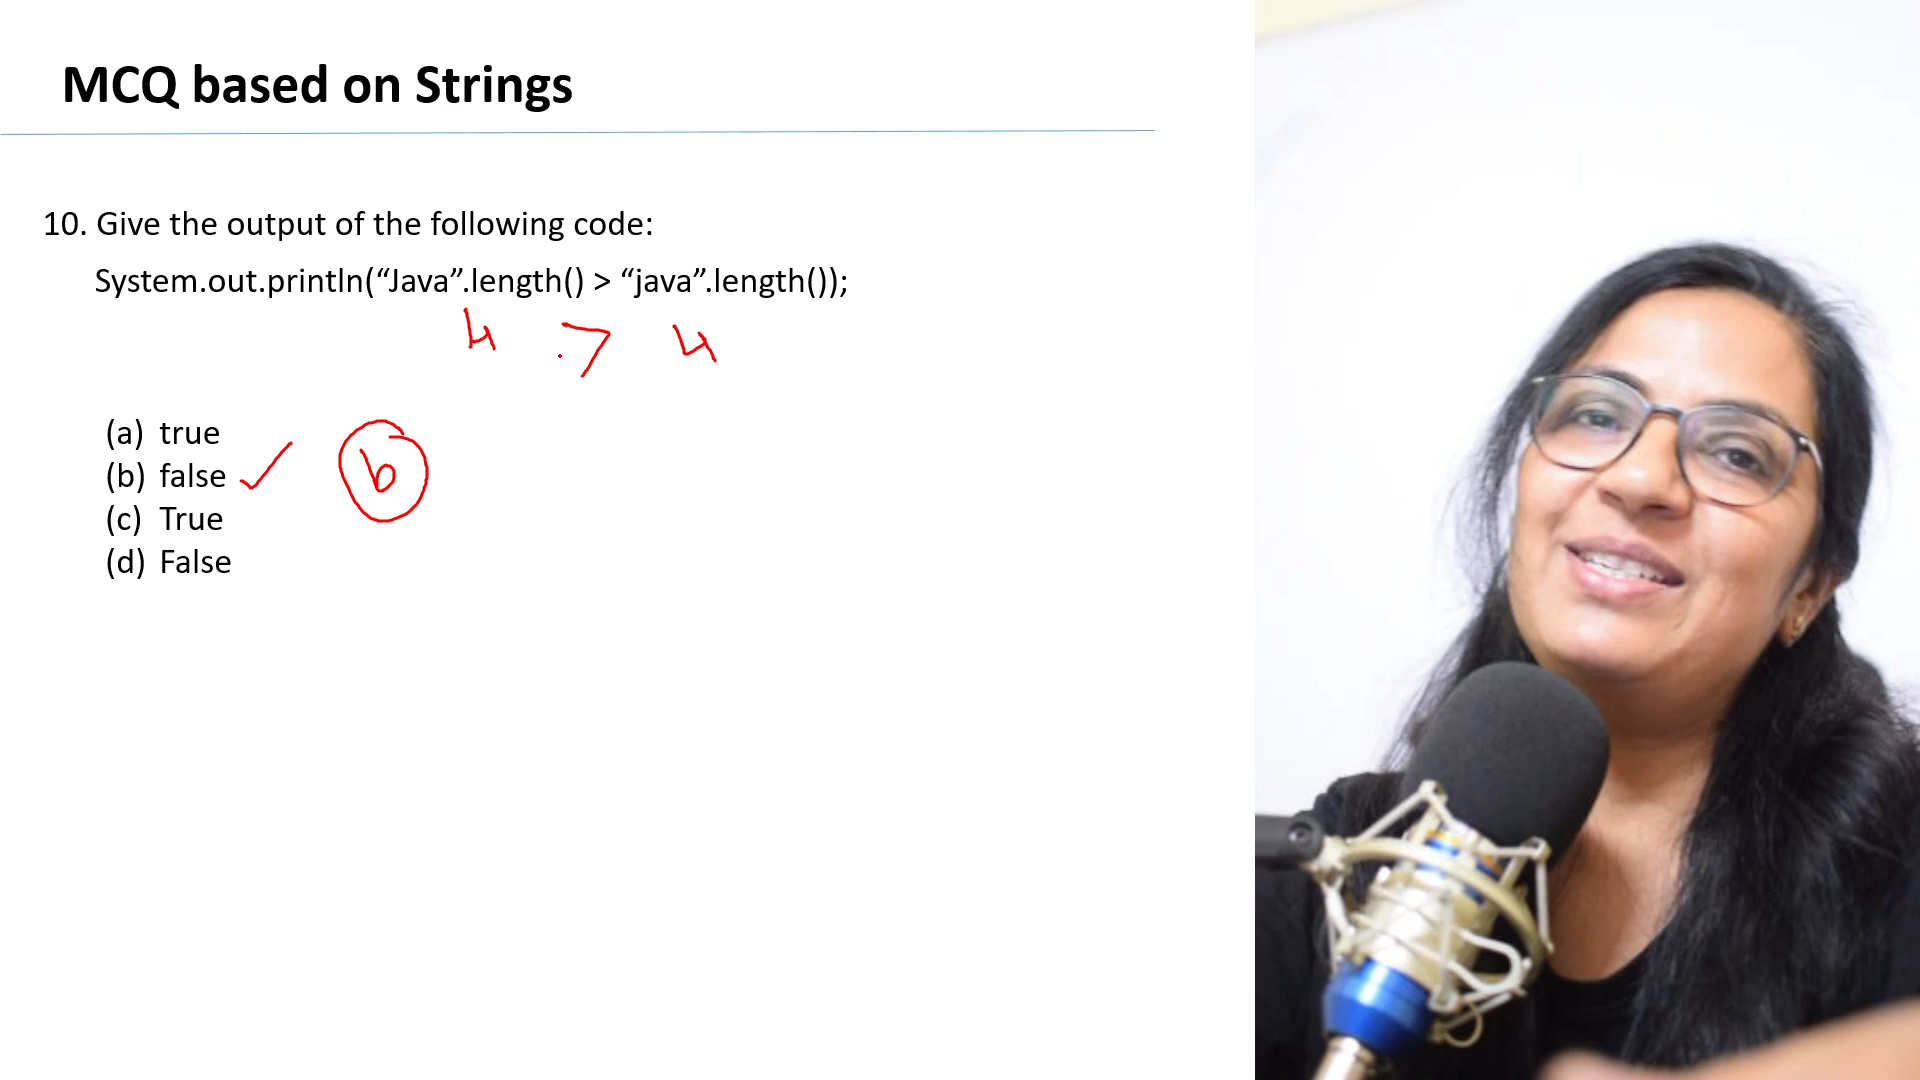 MCQ based on Strings
10. Give the output of the following code:
System.out.println(“Java”.length() > “java”.length());
4 > 4
(a) true
(b) false ✓ b
(c) True
(d) False